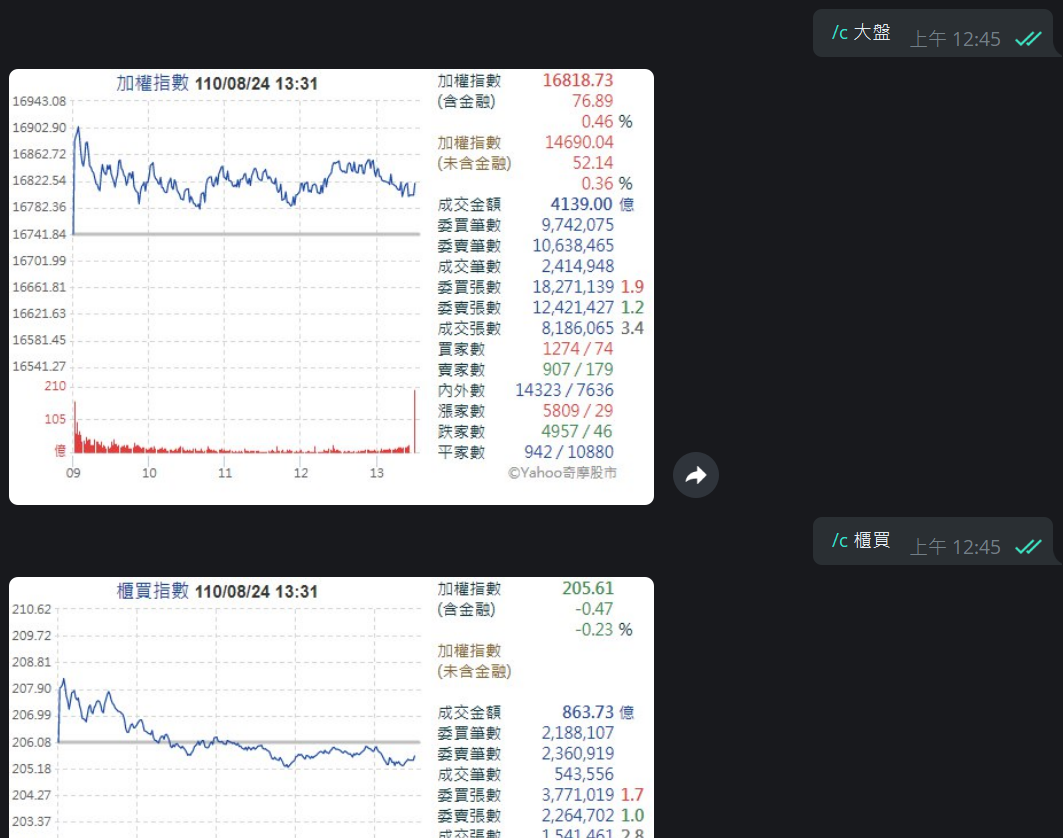 /c 大盤 上午 12:45
加權指數 110/08/24 13:31
16943.08
16902.90
16862.72
16822.54
16782.36
16741.84
16701.99
16661.81
16621.63
16581.45
16541.27
210
105
億
09 10 11 12 13
加權指數 16818.73
(含金融) 76.89
0.46 %
加權指數 14690.04
(未含金融) 52.14
0.36 %
成交金額 4139.00 億
委買筆數 9,742,075
委賣筆數 10,638,465
成交筆數 2,414,948
委買張數 18,271,139 1.9
委賣張數 12,421,427 1.2
成交張數 8,186,065 3.4
買家數 1274 / 74
賣家數 907 / 179
內外數 14323 / 7636
漲家數 5809 / 29
跌家數 4957 / 46
平家數 942 / 10880
©Yahoo奇摩股市
/c 櫃買 上午 12:45
櫃買指數 110/08/24 13:31
210.62
209.72
208.81
207.90
206.99
206.08
205.18
204.27
203.37
加權指數 205.61
(含金融) -0.47
-0.23 %
加權指數
(未含金融)
成交金額 863.73 億
委買筆數 2,188,107
委賣筆數 2,360,919
成交筆數 543,556
委買張數 3,771,019 1.7
委賣張數 2,264,702 1.0
成交張數 1,541,461 2.8